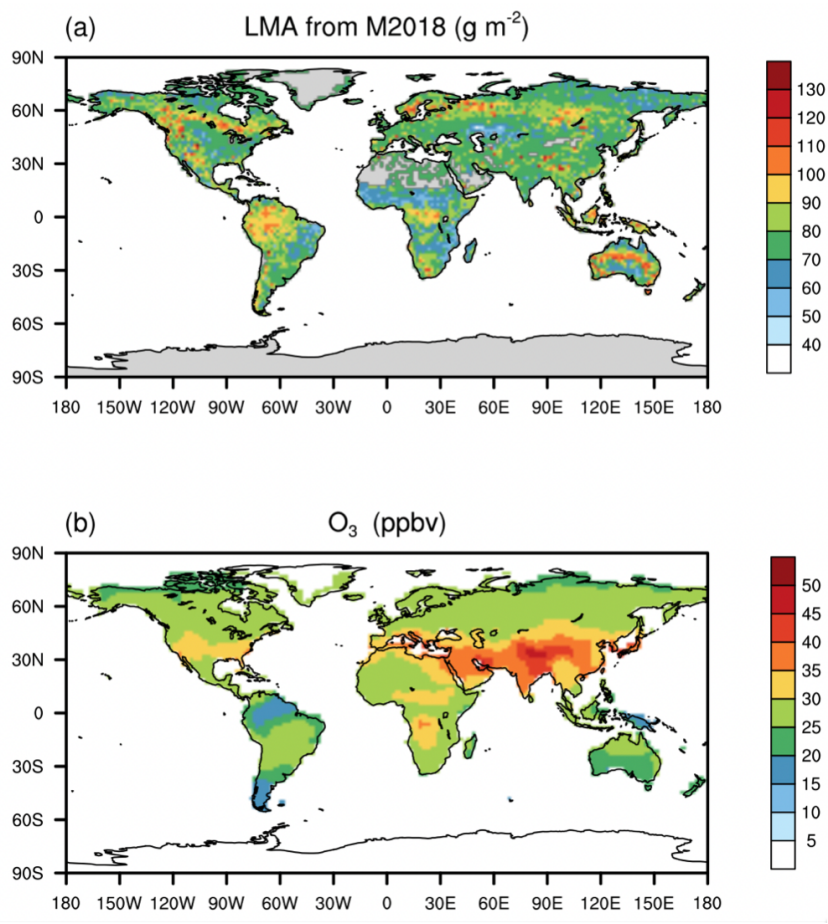 (a) LMA from M2018 (g m⁻²)
90N
60N
30N
0
30S
60S
90S
180 150W 120W 90W 60W 30W 0 30E 60E 90E 120E 150E 180
130
120
110
100
90
80
70
60
50
40
(b) O₃ (ppbv)
90N
60N
30N
0
30S
60S
90S
180 150W 120W 90W 60W 30W 0 30E 60E 90E 120E 150E 180
50
45
40
35
30
25
20
15
10
5